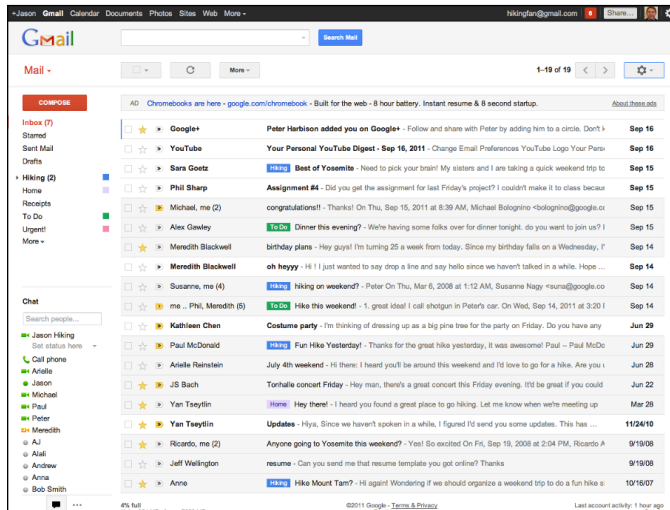 +Jason Gmail Calendar Documents Photos Sites Web More hikingfan@gmail.com 6 Share...
Gmail Search Mail
Mail More 1–19 of 19
COMPOSE AD Chromebooks are here - google.com/chromebook - Built for the web - 8 hour battery. Instant resume & 8 second startup. About these ads
Inbox (7)
Starred
Sent Mail
Drafts
Hiking (2)
Home
Receipts
To Do
Urgent!
More
Google+ Peter Harbison added you on Google+ - Follow and share with Peter by adding him to a circle. Don't Sep 16
YouTube Your Personal YouTube Digest - Sep 16, 2011 - Change Email Preferences YouTube Logo Your Sep 16
Sara Goetz Hiking Best of Yosemite - Need to pick your brain! My sisters and I are taking a quick weekend trip to Sep 15
Phil Sharp Assignment #4 - Did you get the assignment for last Friday's project? I couldn't make it to class Sep 15
Michael, me (2) congratulations!! - Thanks! On Thu, Sep 15, 2011 at 8:39 AM, Michael Bolognino <bolognino@google.co Sep 15
Alex Gawley To Do Dinner this evening? - We're having some folks over for dinner tonight. do you want to join us? Sep 15
Meredith Blackwell birthday plans - Hey guys! I'm turning 25 a week from today. Since my birthday falls on a Wednesday, Sep 14
Meredith Blackwell oh heyyy - Hi ! I just wanted to say drop a line and say hello since we haven't talked in a while. Hope ... Sep 14
Susanne, me (4) Hiking hiking on weekend? - Peter On Thu, Mar 6, 2008 at 1:12 AM, Susanne Nagy <suna@google.co Sep 14
me .. Phil, Meredith (5) To Do Hike this weekend! - 1. great idea! I call shotgun in Peter's car. On Wed, Sep 14, 2011 at 3:20 Sep 14
Kathleen Chen Costume party - I'm thinking of dressing up as a big pine tree for the party on Friday. Do you have any Jun 29
Paul McDonald Hiking Fun Hike Yesterday! - Thanks for the great hike yesterday, it was awesome! Paul -- Paul McDo Jun 29
Arielle Reinstein July 4th weekend - Hi there: I heard you'll be around this weekend and I'd love to go for a hike. Are you Jun 28
JS Bach Tonhalle concert Friday - Hey man, there's a great concert this Friday evening. It'd be great if you could Jun 22
Yan Tseytlin Home Hey there! - I heard you found a great place to go hiking. Let me know when we're meeting up Mar 28
Yan Tseytlin Updates - Hiya, Since we haven't spoken in a while, I figured I'd send you some updates. This has ... 11/24/10
Ricardo, me (2) Anyone going to Yosemite this weekend? - Yes! So excited On Fri, Sep 19, 2008 at 2:04 PM, Ricardo A 9/19/08
Jeff Wellington resume - Can you send me that resume template you got online? Thanks 9/19/08
Anne Hiking Hike Mount Tam? - Hi again! Wondering if we should organize a weekend trip to do a fun hike 10/16/07
Chat
Search people...
Jason Hiking
Set status here
Call phone
Arielle
Jason
Michael
Paul
Peter
Meredith
AJ
Alali
Andrew
Anna
Bob Smith
4% full ©2011 Google - Terms & Privacy Last account activity: 1 hour ago